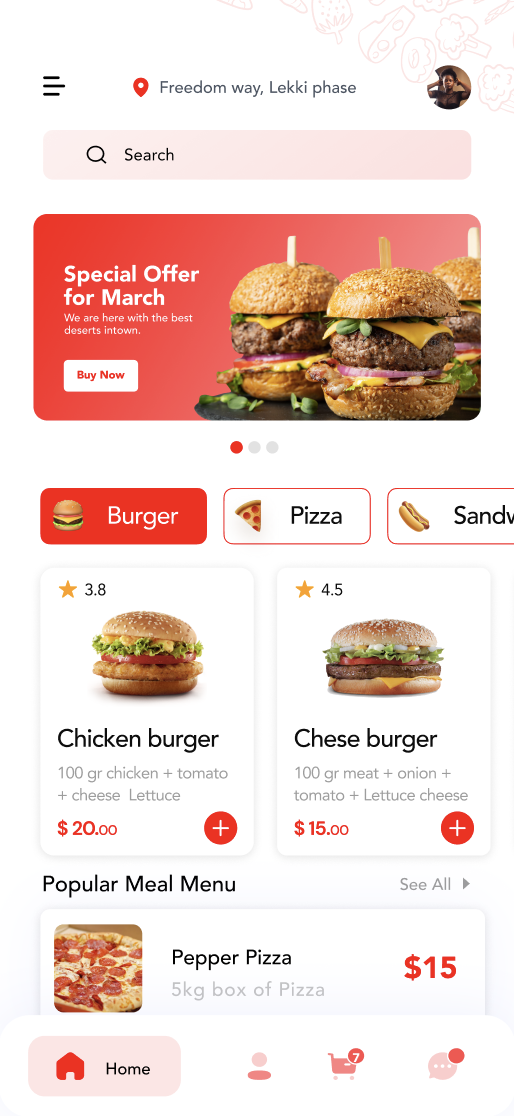 Freedom way, Lekki phase
Search
Special Offer
for March
We are here with the best
deserts intown.
Buy Now
Burger
Pizza
Sandw
3.8
4.5
Chicken burger
Chese burger
100 gr chicken + tomato
+ cheese  Lettuce
100 gr meat + onion +
tomato + Lettuce cheese
$ 20.00
$ 15.00
Popular Meal Menu
See All
Pepper Pizza
5kg box of Pizza
$15
Home
7